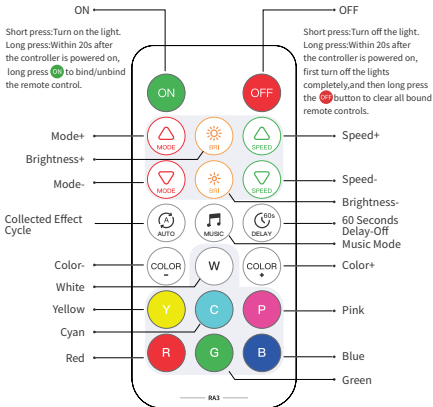 ON
OFF
Short press:Turn on the light.
Long press:Within 20s after
the controller is powered on,
long press ON to bind/unbind
the remote control.
Short press:Turn off the light.
Long press:Within 20s after
the controller is powered on,
first turn off the lights
completely,and then long press
the OFF button to clear all bound
remote controls.
ON
OFF
Mode+
MODE
BRI
SPEED
Speed+
Brightness+
Mode-
MODE
BRI
SPEED
Speed-
Brightness-
Collected Effect
Cycle
A
AUTO
MUSIC
60s
DELAY
60 Seconds
Delay-Off
Music Mode
Color-
COLOR
-
W
COLOR
+
Color+
White
Yellow
Y
C
P
Pink
Cyan
Red
R
G
B
Blue
Green
RA3